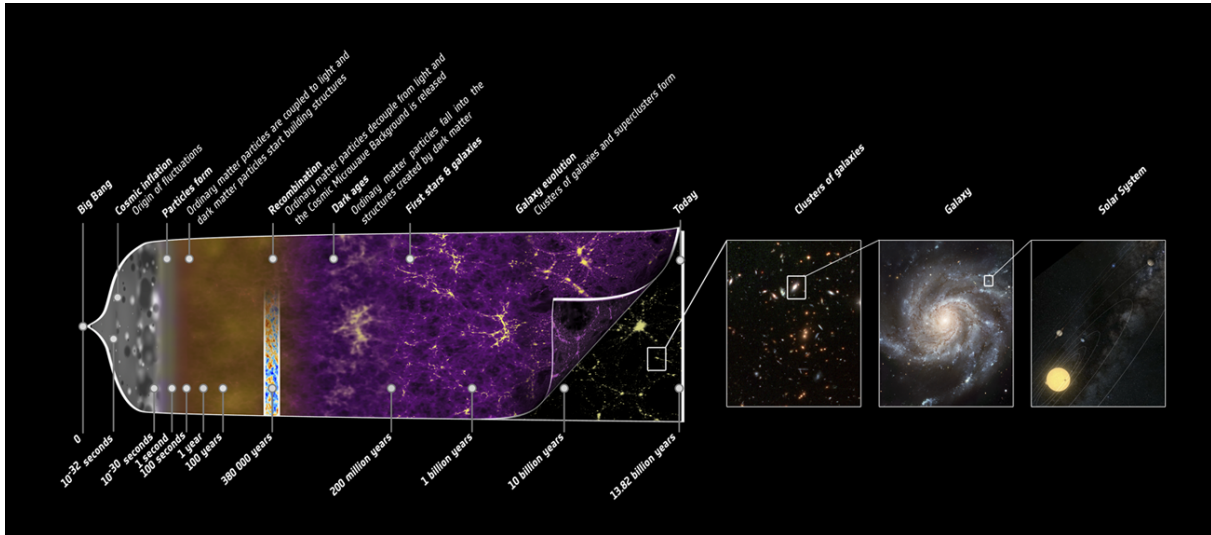 Big Bang
Cosmic Inflation
Origin of fluctuations
Particles form
Ordinary matter particles are coupled to light and
dark matter particles start building structures
Recombination
Ordinary matter particles decouple from light and
the Cosmic Microwave Background is released
Dark ages
Ordinary matter particles fall into the
structures created by dark matter
First stars & galaxies
Galaxy evolution
Clusters of galaxies and superclusters form
Today
Clusters of galaxies
Galaxy
Solar System
0
10⁻³² seconds
10⁻³⁰ seconds
1 second
100 seconds
1 year
100 years
380 000 years
200 million years
1 billion years
10 billion years
13.82 billion years